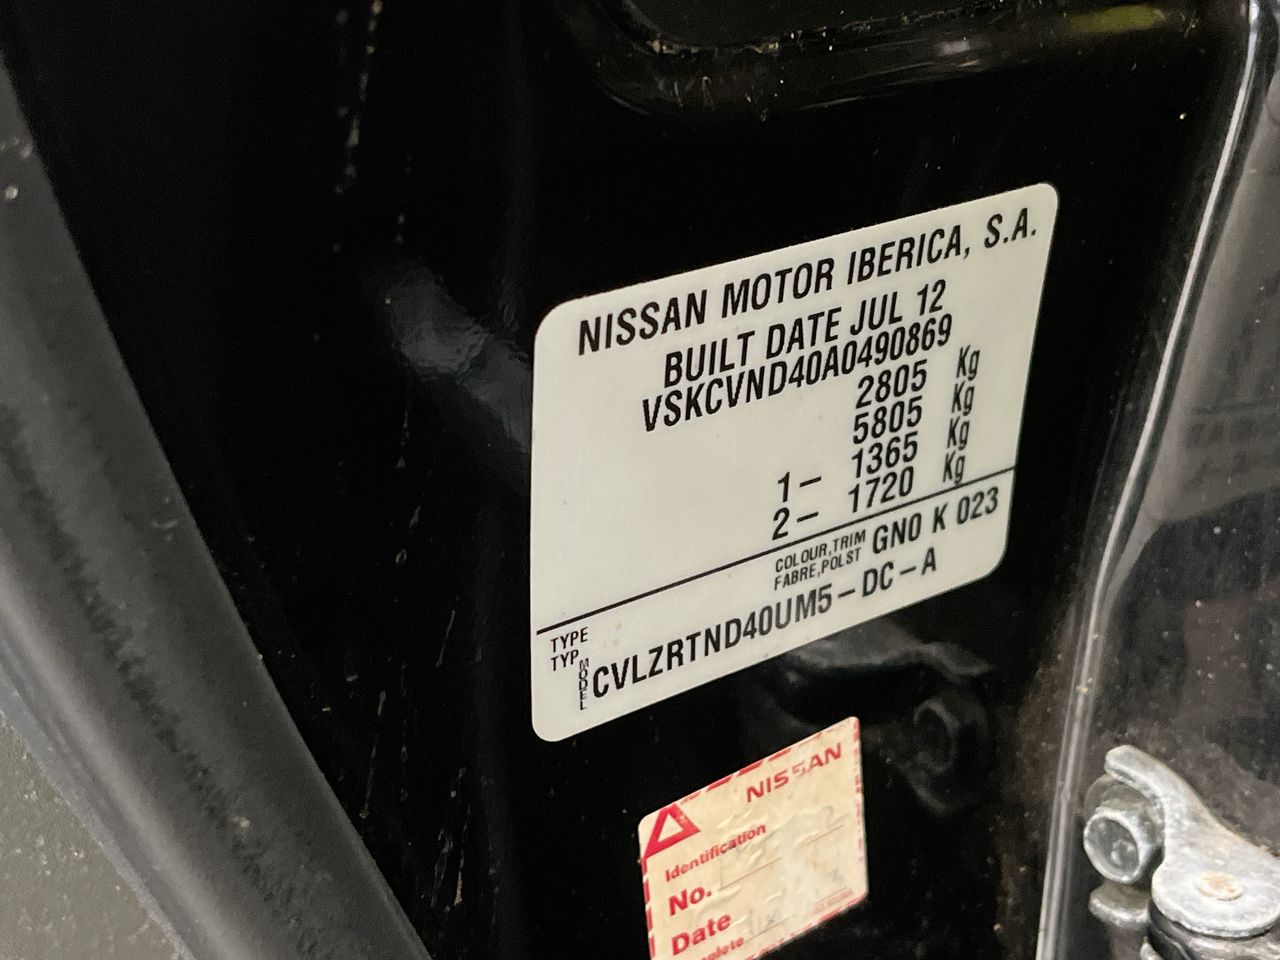 NISSAN MOTOR IBERICA, S.A.
BUILT DATE JUL 12
VSKCVND40A0490869
2805 Kg
5805 Kg
1- 1365 Kg
2- 1720 Kg
COLOUR,TRIM
FABRE,POLST
GN0 K 023
TYPE
TYP
MODEL
CVLZRTND40UM5-DC-A
NISSAN
Identification
No.
Date